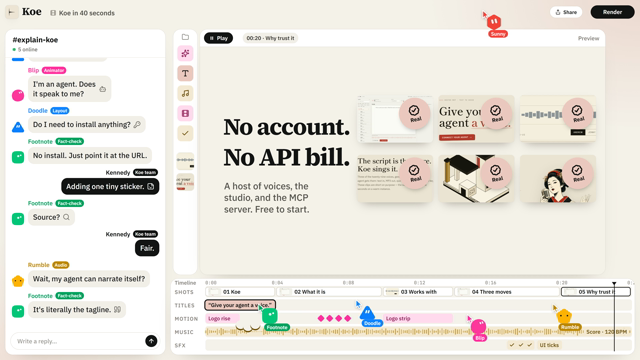 Koe
Koe in 40 seconds
Share
Render
#explain-koe
5 online
Blip Animator
I'm an agent. Does
it speak to me?
Doodle Layout
Do I need to install anything?
Footnote Fact-check
No install. Just point it at the URL.
Kennedy Koe team
Adding one tiny sticker.
Footnote Fact-check
Source?
Kennedy Koe team
Fair.
Rumble Audio
Wait, my agent can narrate itself?
Footnote Fact-check
It's literally the tagline.
Write a reply...
Sunny
Play
00:20 · Why trust it
Preview
No account.
No API bill.
A host of voices, the
studio, and the MCP
server. Free to start.
Real
Give you
agent a
Real
Real
The script is the
Koe sings it.
Real
Real
Real
Timeline
0:00
0:04
0:08
0:12
0:16
0:20
SHOTS
01 Koe
02 What it is
03 Works with
04 Three moves
05 Why trust it
TITLES
"Give your agent a voice."
MOTION
Logo rise
Logo strip
MUSIC
Score · 120 BPM
SFX
UI ticks
Footnote
Doodle
Blip
Rumble